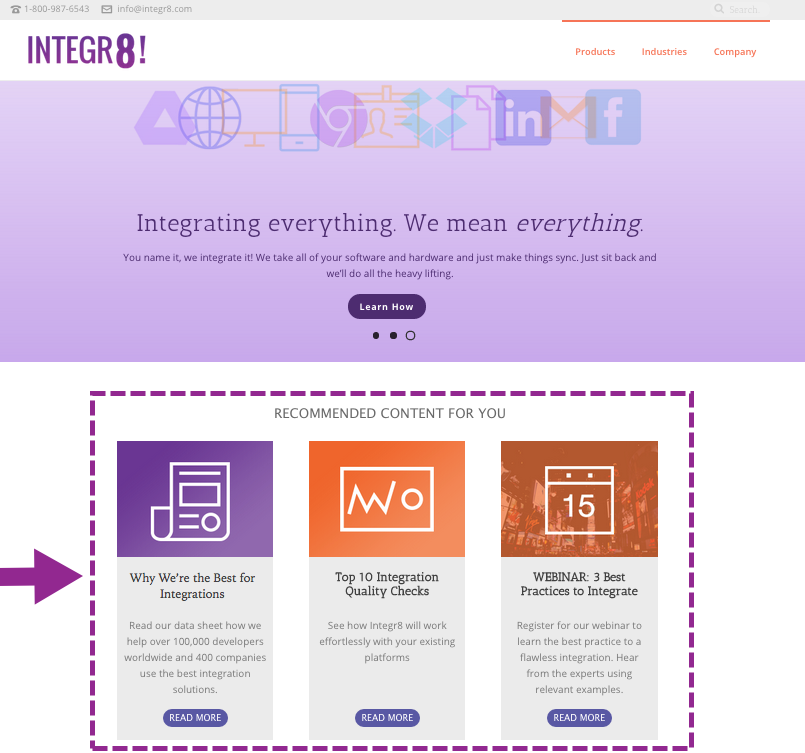 1-800-987-6543 info@integr8.com Search..
INTEGR8!
Products Industries Company
in f
Integrating everything. We mean everything.
You name it, we integrate it! We take all of your software and hardware and just make things sync. Just sit back and
we'll do all the heavy lifting.
Learn How
RECOMMENDED CONTENT FOR YOU
15
Why We're the Best for
Integrations
Read our data sheet how we
help over 100,000 developers
worldwide and 400 companies
use the best integration
solutions.
READ MORE
Top 10 Integration
Quality Checks
See how Integr8 will work
effortlessly with your existing
platforms
READ MORE
WEBINAR: 3 Best
Practices to Integrate
Register for our webinar to
learn the best practice to a
flawless integration. Hear
from the experts using
relevant examples.
READ MORE